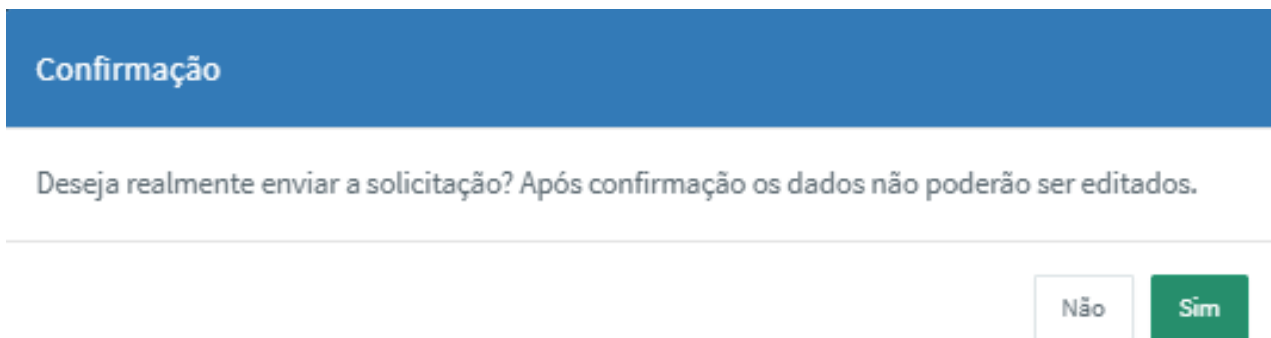 Confirmação
Deseja realmente enviar a solicitação? Após confirmação os dados não poderão ser editados.
Não Sim